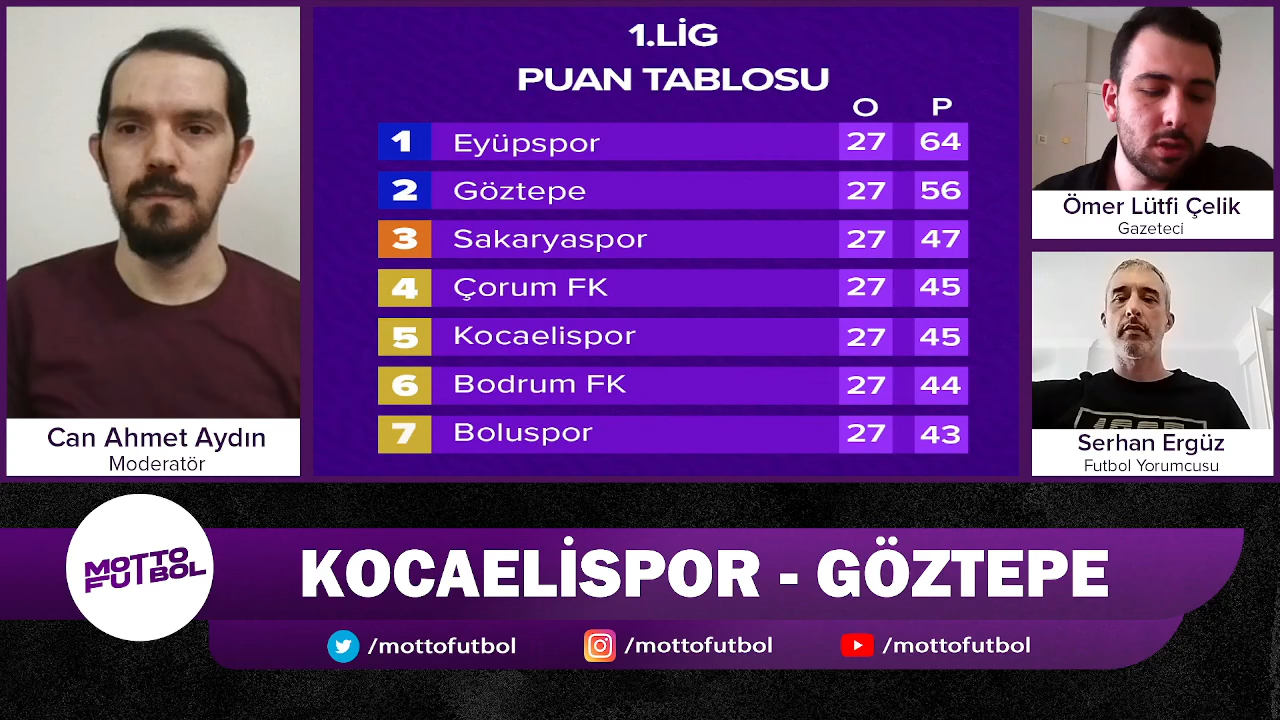 1.LİG
PUAN TABLOSU
O P
1 Eyüpspor 27 64
2 Göztepe 27 56
3 Sakaryaspor 27 47
4 Çorum FK 27 45
5 Kocaelispor 27 45
6 Bodrum FK 27 44
7 Boluspor 27 43
Can Ahmet Aydın
Moderatör
Ömer Lütfi Çelik
Gazeteci
Serhan Ergüz
Futbol Yorumcusu
MOTTO
FUTBOL
KOCAELİSPOR - GÖZTEPE
/mottofutbol /mottofutbol /mottofutbol